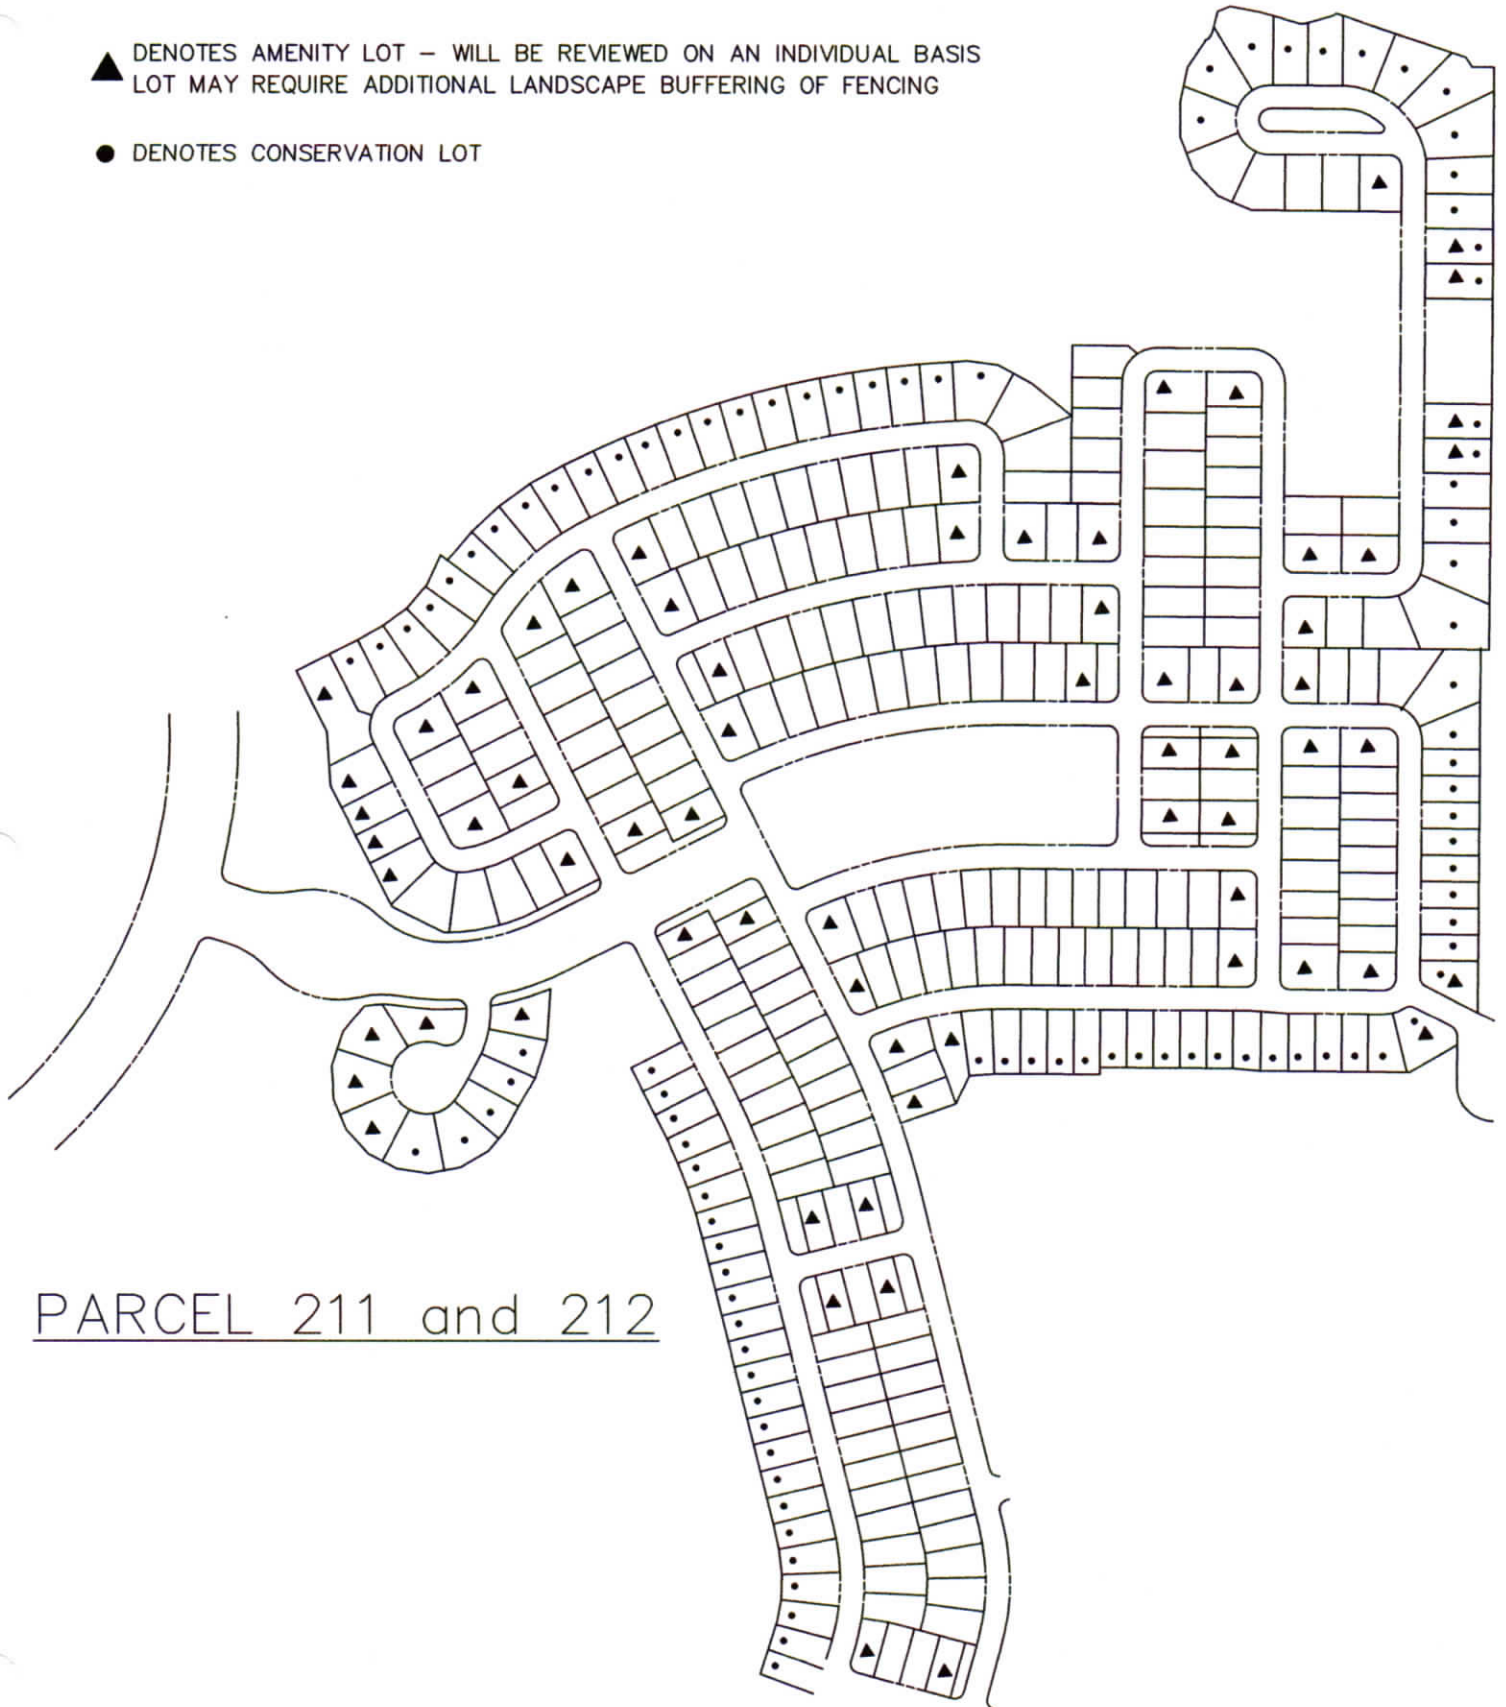 DENOTES AMENITY LOT – WILL BE REVIEWED ON AN INDIVIDUAL BASIS
LOT MAY REQUIRE ADDITIONAL LANDSCAPE BUFFERING OF FENCING
DENOTES CONSERVATION LOT
PARCEL 211 and 212